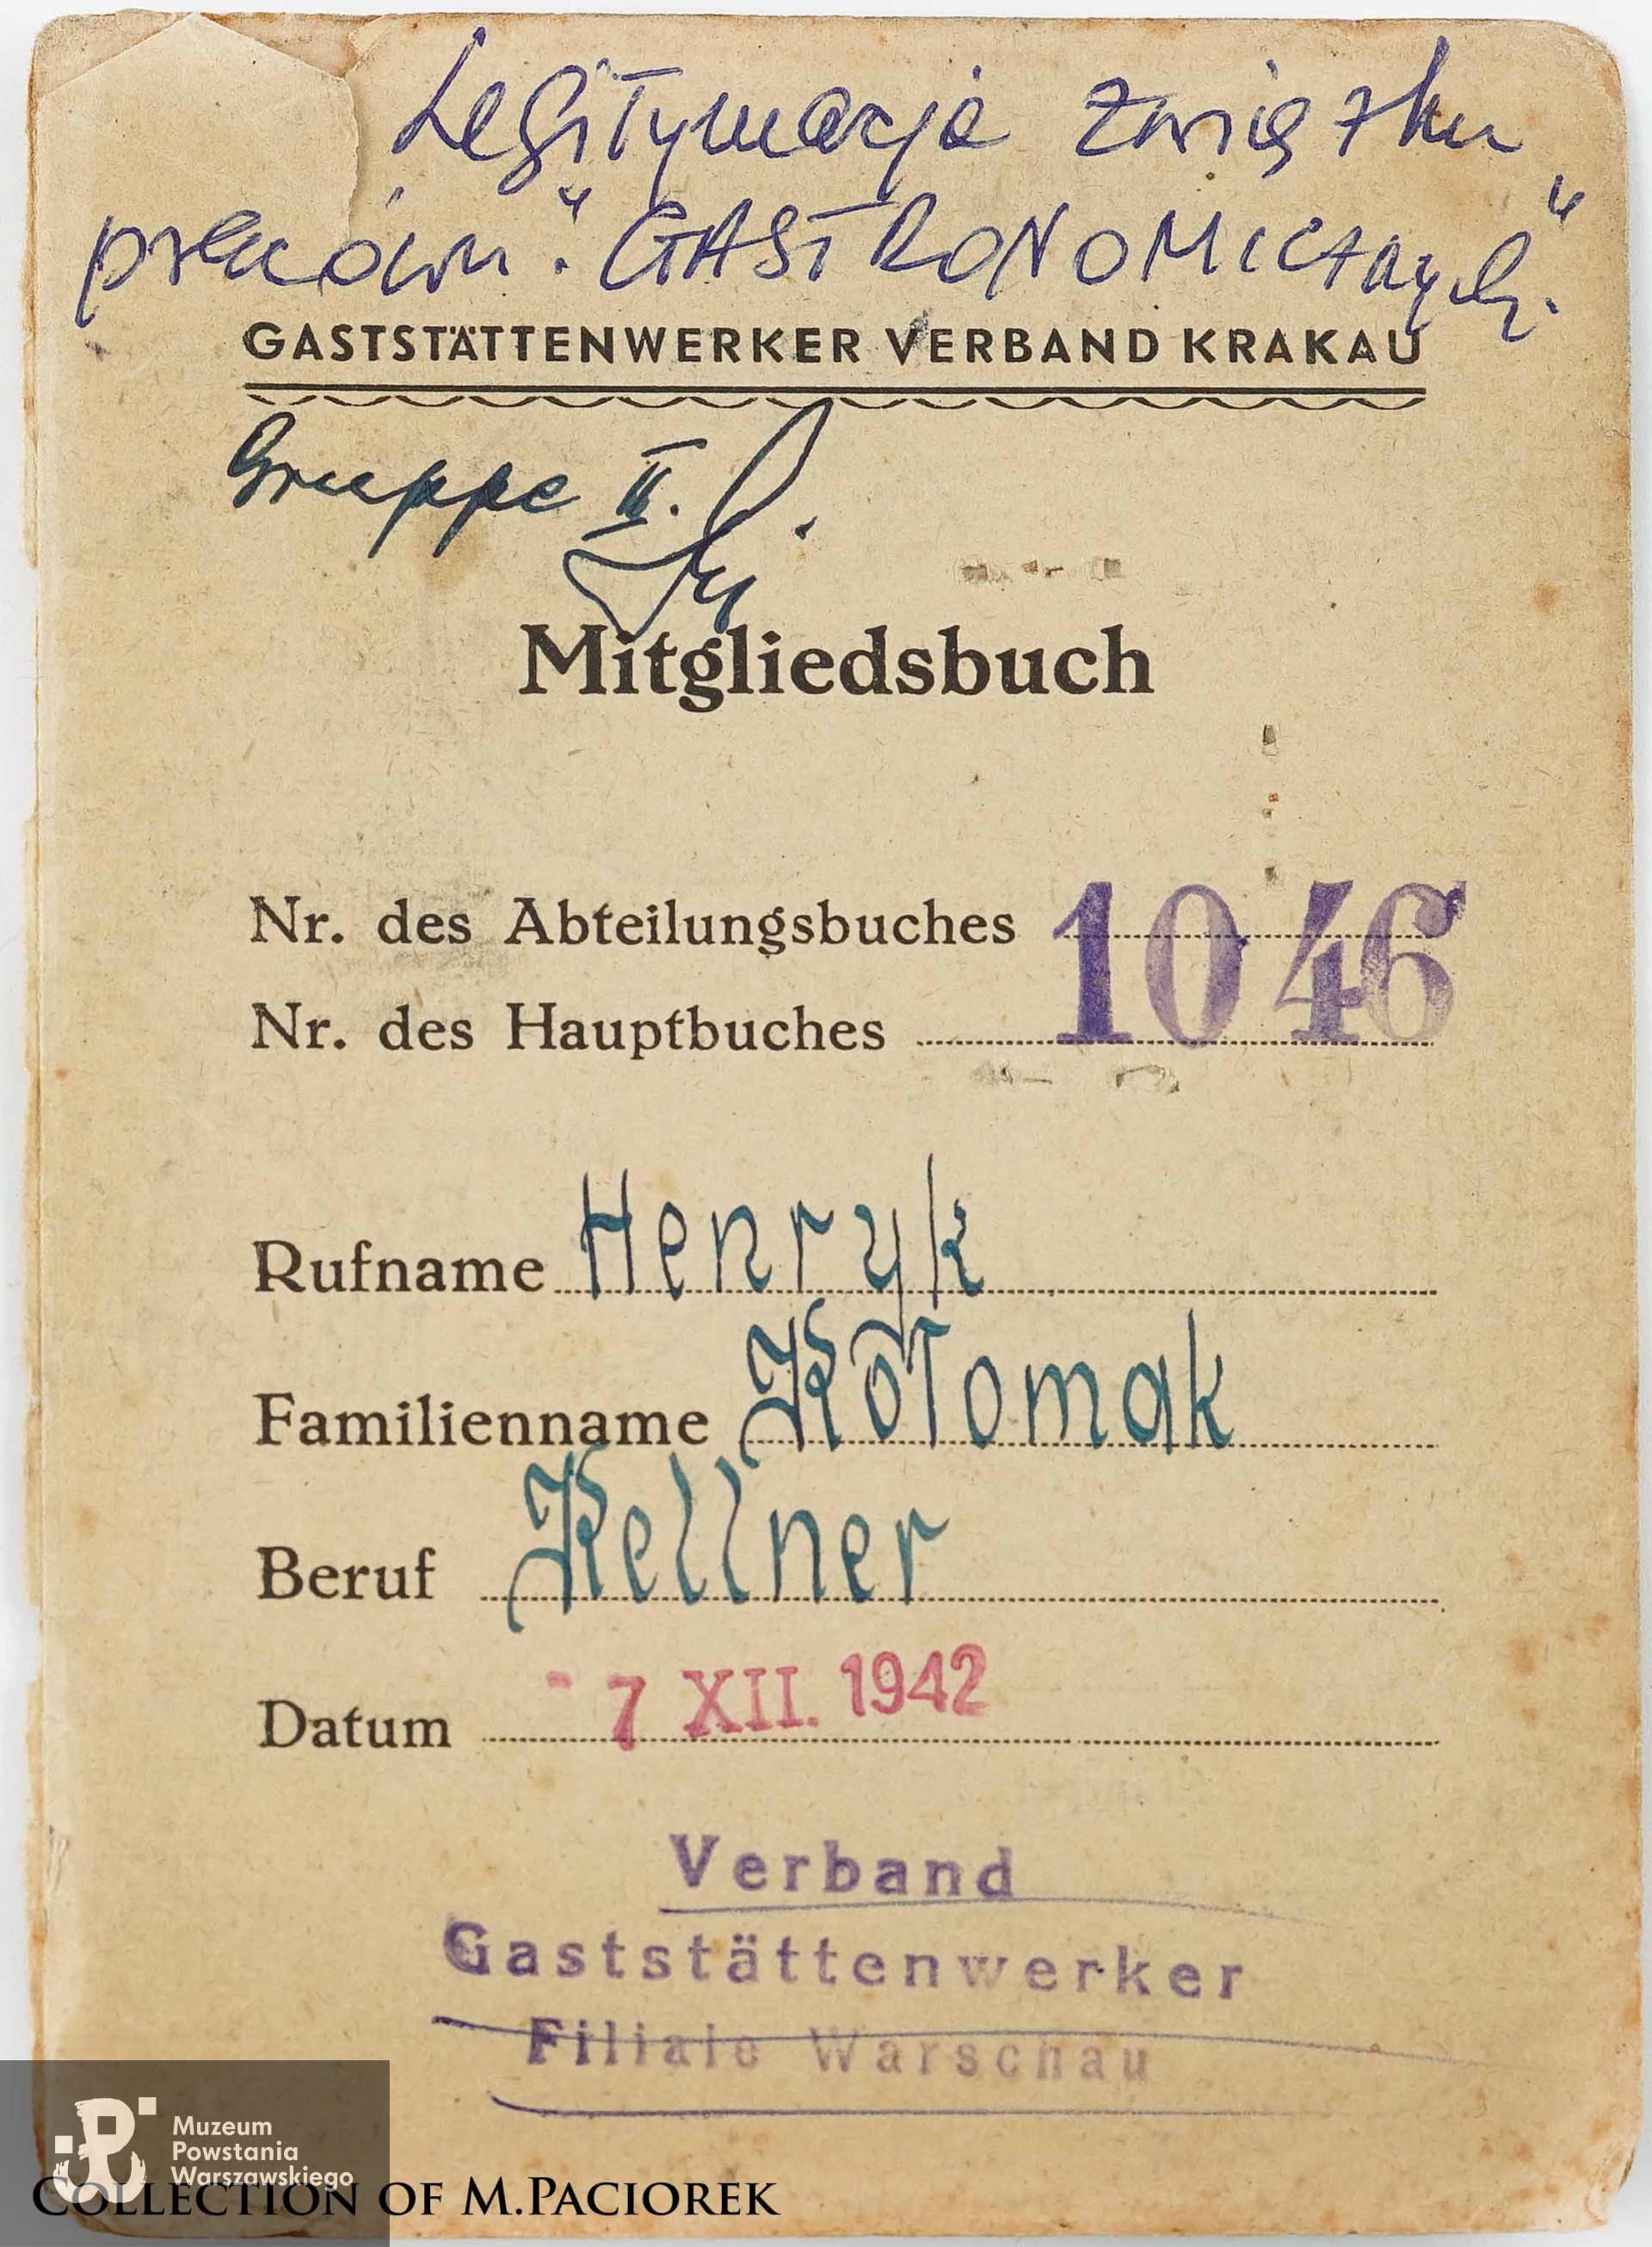 Legitymacja związku
pracown. "GASTRONOMICZNych".
GASTSTÄTTENWERKER VERBAND KRAKAU
Gruppe II.
Mitgliedsbuch
Nr. des Abteilungsbuches 1046
Nr. des Hauptbuches
Rufname Henryk
Familienname Kołomak
Beruf Kellner
Datum -7 XII. 1942
Verband
Gaststättenwerker
Filiale Warschau
Muzeum
Powstania
Warszawskiego
COLLECTION OF M.PACIOREK